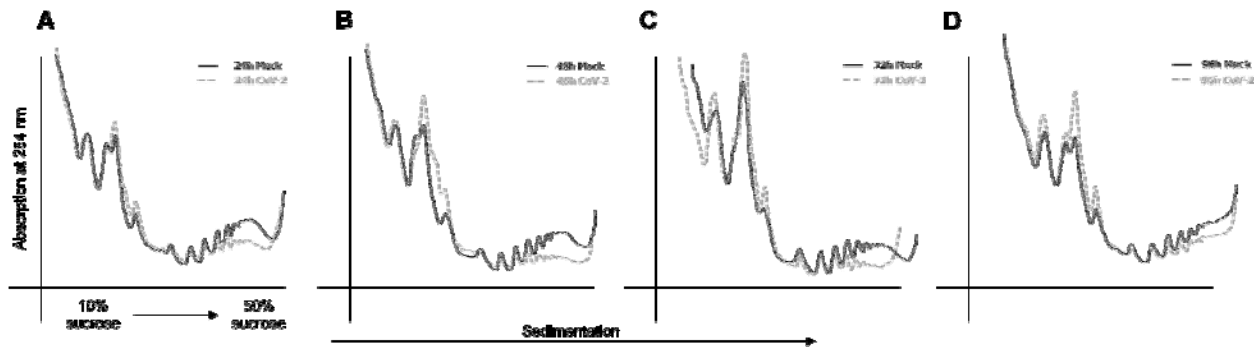 A
B
C
D
24h Mock
24h CoV-2
48h Mock
48h CoV-2
72h Mock
72h CoV-2
96h Mock
96h CoV-2
Absorption at 254 nm
10%
sucrose
50%
sucrose
Sedimentation